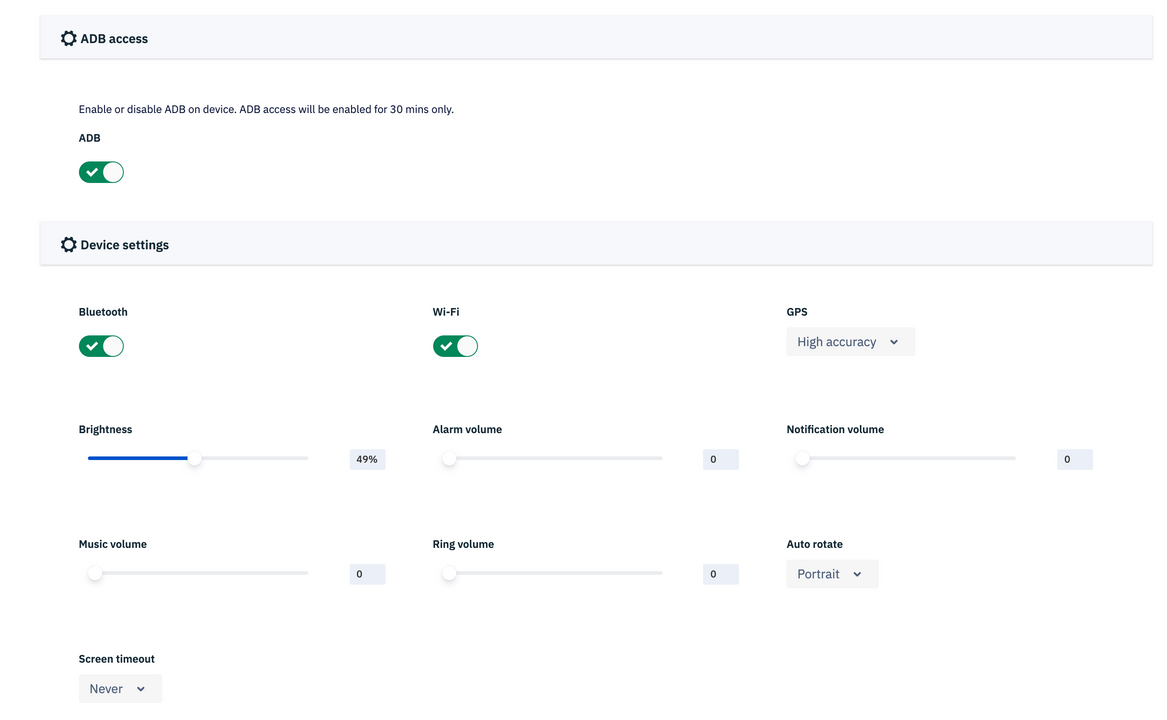 ADB access
Enable or disable ADB on device. ADB access will be enabled for 30 mins only.
ADB
Device settings
Bluetooth
Wi-Fi
GPS
High accuracy
Brightness
49%
Alarm volume
0
Notification volume
0
Music volume
0
Ring volume
0
Auto rotate
Portrait
Screen timeout
Never